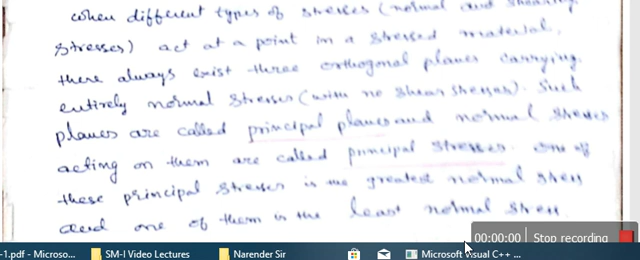 when different types of stresses (normal and shearing
stresses) act at a point in a stressed material,
there always exist three orthogonal planes carrying
entirely normal stresses (with no shear stresses). Such
planes are called principal planes and normal stresses
acting on them are called principal stresses. one of
these principal stresses is the greatest normal stress
and one of them is the least normal stress.
00:00:00 Stop recording
-1.pdf - Microso... SM-I Video Lectures Narender Sir Microsoft Visual C++ ...